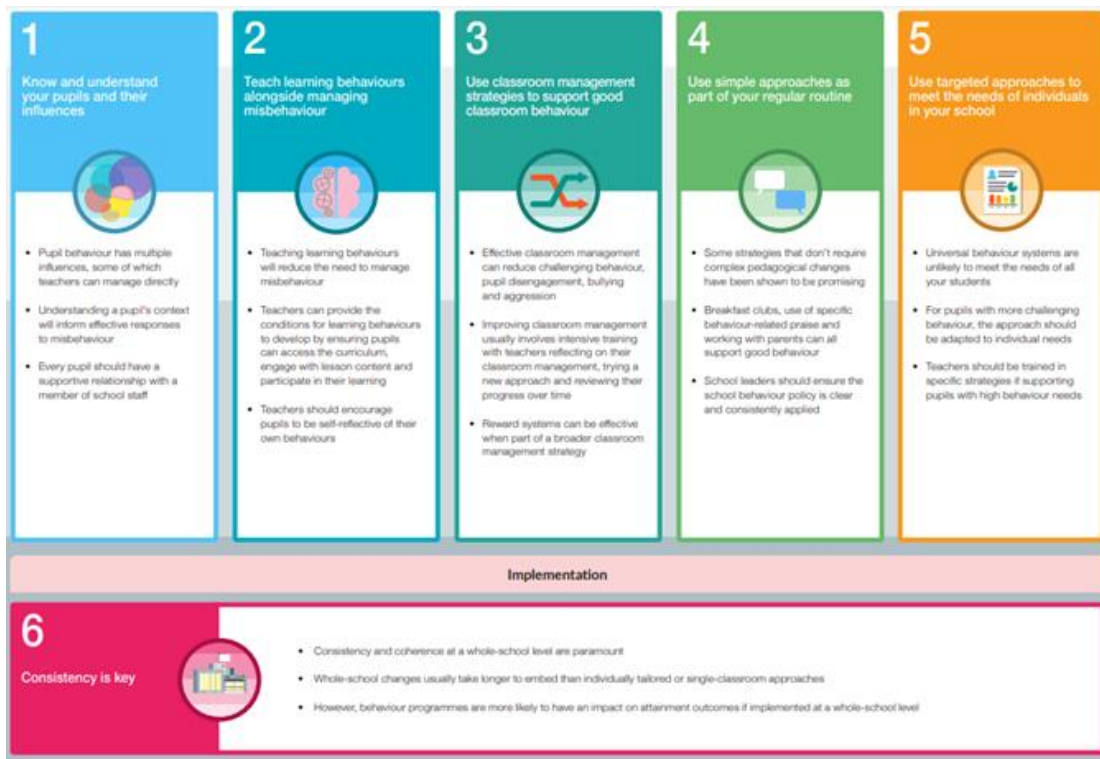 1
Know and understand
your pupils and their
influences
• Pupil behaviour has multiple
influences, some of which
teachers can manage directly
• Understanding a pupil's context
will inform effective responses
to misbehaviour
• Every pupil should have a
supportive relationship with a
member of school staff
2
Teach learning behaviours
alongside managing
misbehaviour
• Teaching learning behaviours
will reduce the need to manage
misbehaviour
• Teachers can provide the
conditions for learning behaviours
to develop by ensuring pupils
can access the curriculum,
engage with lesson content and
participate in their learning
• Teachers should encourage
pupils to be self-reflective of their
own behaviours
3
Use classroom management
strategies to support good
classroom behaviour
• Effective classroom management
can reduce challenging behaviour,
pupil disengagement, bullying
and aggression
• Improving classroom management
usually involves intensive training
with teachers reflecting on their
classroom management, trying a
new approach and reviewing their
progress over time
• Reward systems can be effective
when part of a broader classroom
management strategy
4
Use simple approaches as
part of your regular routine
• Some strategies that don't require
complex pedagogical changes
have been shown to be promising
• Breakfast clubs, use of specific
behaviour-related praise and
working with parents can all
support good behaviour
• School leaders should ensure the
school behaviour policy is clear
and consistently applied
5
Use targeted approaches to
meet the needs of individuals
in your school
• Universal behaviour systems are
unlikely to meet the needs of all
your students
• For pupils with more challenging
behaviour, the approach should
be adapted to individual needs
• Teachers should be trained in
specific strategies if supporting
pupils with high behaviour needs
Implementation
6
Consistency is key
• Consistency and coherence at a whole-school level are paramount
• Whole-school changes usually take longer to embed than individually tailored or single-classroom approaches
• However, behaviour programmes are more likely to have an impact on attainment outcomes if implemented at a whole-school level